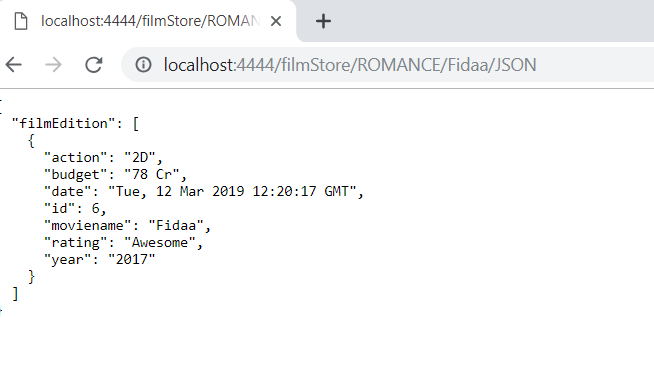 localhost:4444/filmStore/ROMAN
localhost:4444/filmStore/ROMANCE/Fidaa/JSON
"filmEdition": [
{
"action": "2D",
"budget": "78 Cr",
"date": "Tue, 12 Mar 2019 12:20:17 GMT",
"id": 6,
"moviename": "Fidaa",
"rating": "Awesome",
"year": "2017"
}
]